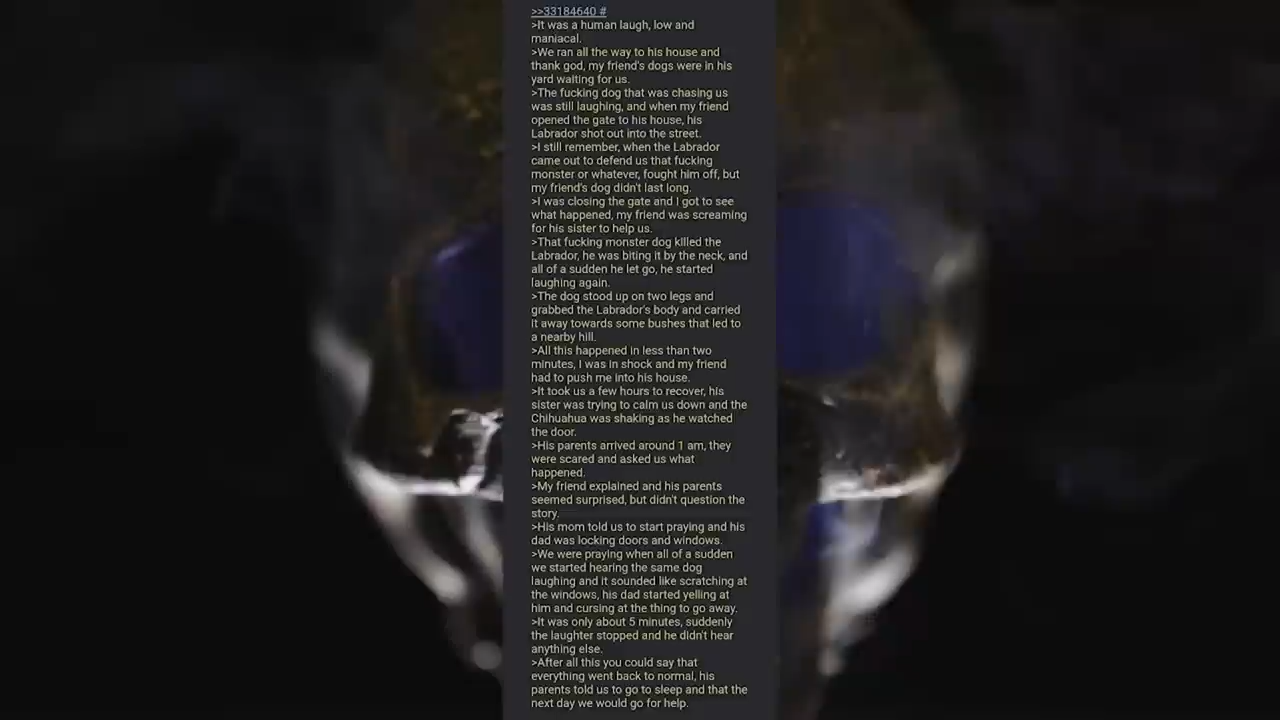 >>33184640 #
>It was a human laugh, low and
maniacal.
>We ran all the way to his house and
thank god, my friend's dogs were in his
yard waiting for us.
>The fucking dog that was chasing us
was still laughing, and when my friend
opened the gate to his house, his
Labrador shot out into the street.
>I still remember, when the Labrador
came out to defend us that fucking
monster or whatever, fought him off, but
my friend's dog didn't last long.
>I was closing the gate and I got to see
what happened, my friend was screaming
for his sister to help us.
>That fucking monster dog killed the
Labrador, he was biting it by the neck, and
all of a sudden he let go, he started
laughing again.
>The dog stood up on two legs and
grabbed the Labrador's body and carried
it away towards some bushes that led to
a nearby hill.
>All this happened in less than two
minutes, I was in shock and my friend
had to push me into his house.
>It took us a few hours to recover, his
sister was trying to calm us down and the
Chihuahua was shaking as he watched
the door.
>His parents arrived around 1 am, they
were scared and asked us what
happened.
>My friend explained and his parents
seemed surprised, but didn't question the
story.
>His mom told us to start praying and his
dad was locking doors and windows.
>We were praying when all of a sudden
we started hearing the same dog
laughing and it sounded like scratching at
the windows, his dad started yelling at
him and cursing at the thing to go away.
>It was only about 5 minutes, suddenly
the laughter stopped and he didn't hear
anything else.
>After all this you could say that
everything went back to normal, his
parents told us to go to sleep and that the
next day we would go for help.